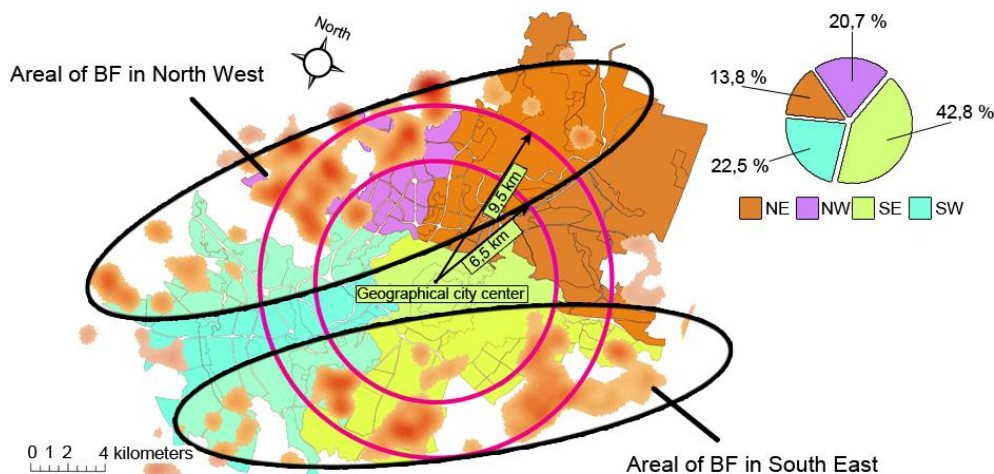 North
Areal of BF in North West
20,7 %
13,8 %
42,8 %
22,5 %
NE NW SE SW
9,5 km
6,5 km
Geographical city center
0 1 2 4 kilometers
Areal of BF in South East